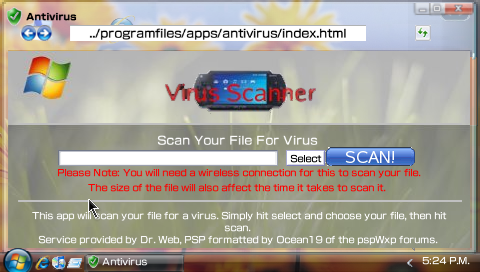 Antivirus
../programfiles/apps/antivirus/index.html
Virus Scanner
Scan Your File For Virus
Select
SCAN!
Please Note: You will need a wireless connection for this to scan your file.
The size of the file will also affect the time it takes to scan it.
This app will scan your file for a virus. Simply hit select and choose your file, then hit
scan.
Service provided by Dr. Web, PSP formatted by Ocean19 of the pspWxp forums.
Antivirus
5:24 P.M.